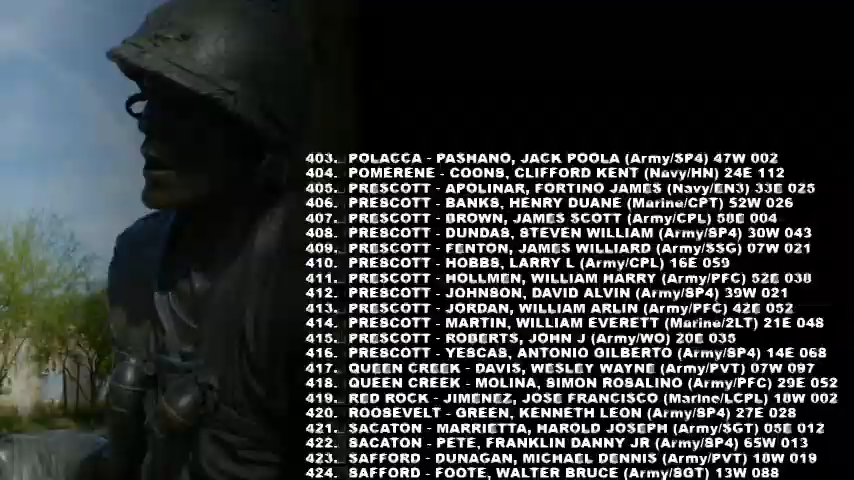 403. POLACCA - PASHANO, JACK POOLA (Army/SP4) 47W 002
404. POMERENE - COONS, CLIFFORD KENT (Navy/HN) 24E 112
405. PRESCOTT - APOLINAR, FORTINO JAMES (Navy/EN3) 33E 025
406. PRESCOTT - BANKS, HENRY DUANE (Marine/CPT) 52W 026
407. PRESCOTT - BROWN, JAMES SCOTT (Army/CPL) 58E 004
408. PRESCOTT - DUNDAS, STEVEN WILLIAM (Army/SP4) 30W 043
409. PRESCOTT - FENTON, JAMES WILLIARD (Army/SSG) 07W 021
410. PRESCOTT - HOBBS, LARRY L (Army/CPL) 16E 059
411. PRESCOTT - HOLLMEN, WILLIAM HARRY (Army/PFC) 52E 038
412. PRESCOTT - JOHNSON, DAVID ALVIN (Army/SP4) 39W 021
413. PRESCOTT - JORDAN, WILLIAM ARLIN (Army/PFC) 42E 052
414. PRESCOTT - MARTIN, WILLIAM EVERETT (Marine/2LT) 21E 048
415. PRESCOTT - ROBERTS, JOHN J (Army/WO) 20E 035
416. PRESCOTT - YESCAS, ANTONIO GILBERTO (Army/SP4) 14E 068
417. QUEEN CREEK - DAVIS, WESLEY WAYNE (Army/PVT) 07W 097
418. QUEEN CREEK - MOLINA, SIMON ROSALINO (Army/PFC) 29E 052
419. RED ROCK - JIMENEZ, JOSE FRANCISCO (Marine/LCPL) 18W 002
420. ROOSEVELT - GREEN, KENNETH LEON (Army/SP4) 27E 028
421. SACATON - MARRIETTA, HAROLD JOSEPH (Army/SGT) 05E 012
422. SACATON - PETE, FRANKLIN DANNY JR (Army/SP4) 65W 013
423. SAFFORD - DUNAGAN, MICHAEL DENNIS (Army/PVT) 18W 019
424. SAFFORD - FOOTE, WALTER BRUCE (Army/SGT) 13W 088